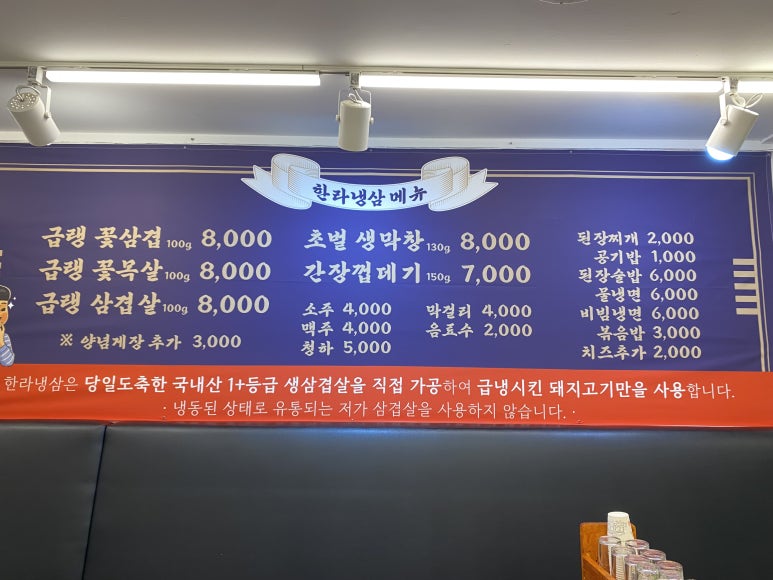 한라냉삼 메뉴
급랭 꽃삼겹 100g 8,000
급랭 꽃목살 100g 8,000
급랭 삼겹살 100g 8,000
※ 양념게장 추가 3,000
초벌 생막창 130g 8,000
간장껍데기 150g 7,000
소주 4,000
맥주 4,000
청하 5,000
막걸리 4,000
음료수 2,000
된장찌개 2,000
공기밥 1,000
된장술밥 6,000
물냉면 6,000
비빔냉면 6,000
볶음밥 3,000
치즈추가 2,000
한라냉삼은 당일도축한 국내산 1+등급 생삼겹살을 직접 가공하여 급냉시킨 돼지고기만을 사용합니다.
· 냉동된 상태로 유통되는 저가 삼겹살을 사용하지 않습니다. ·